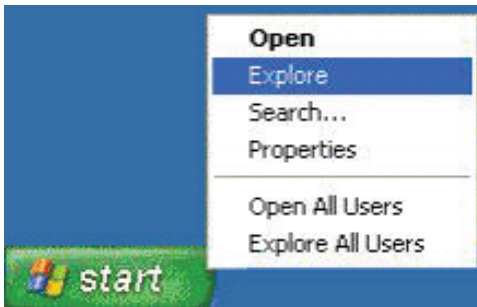 Open
Explore
Search...
Properties
Open All Users
Explore All Users
start